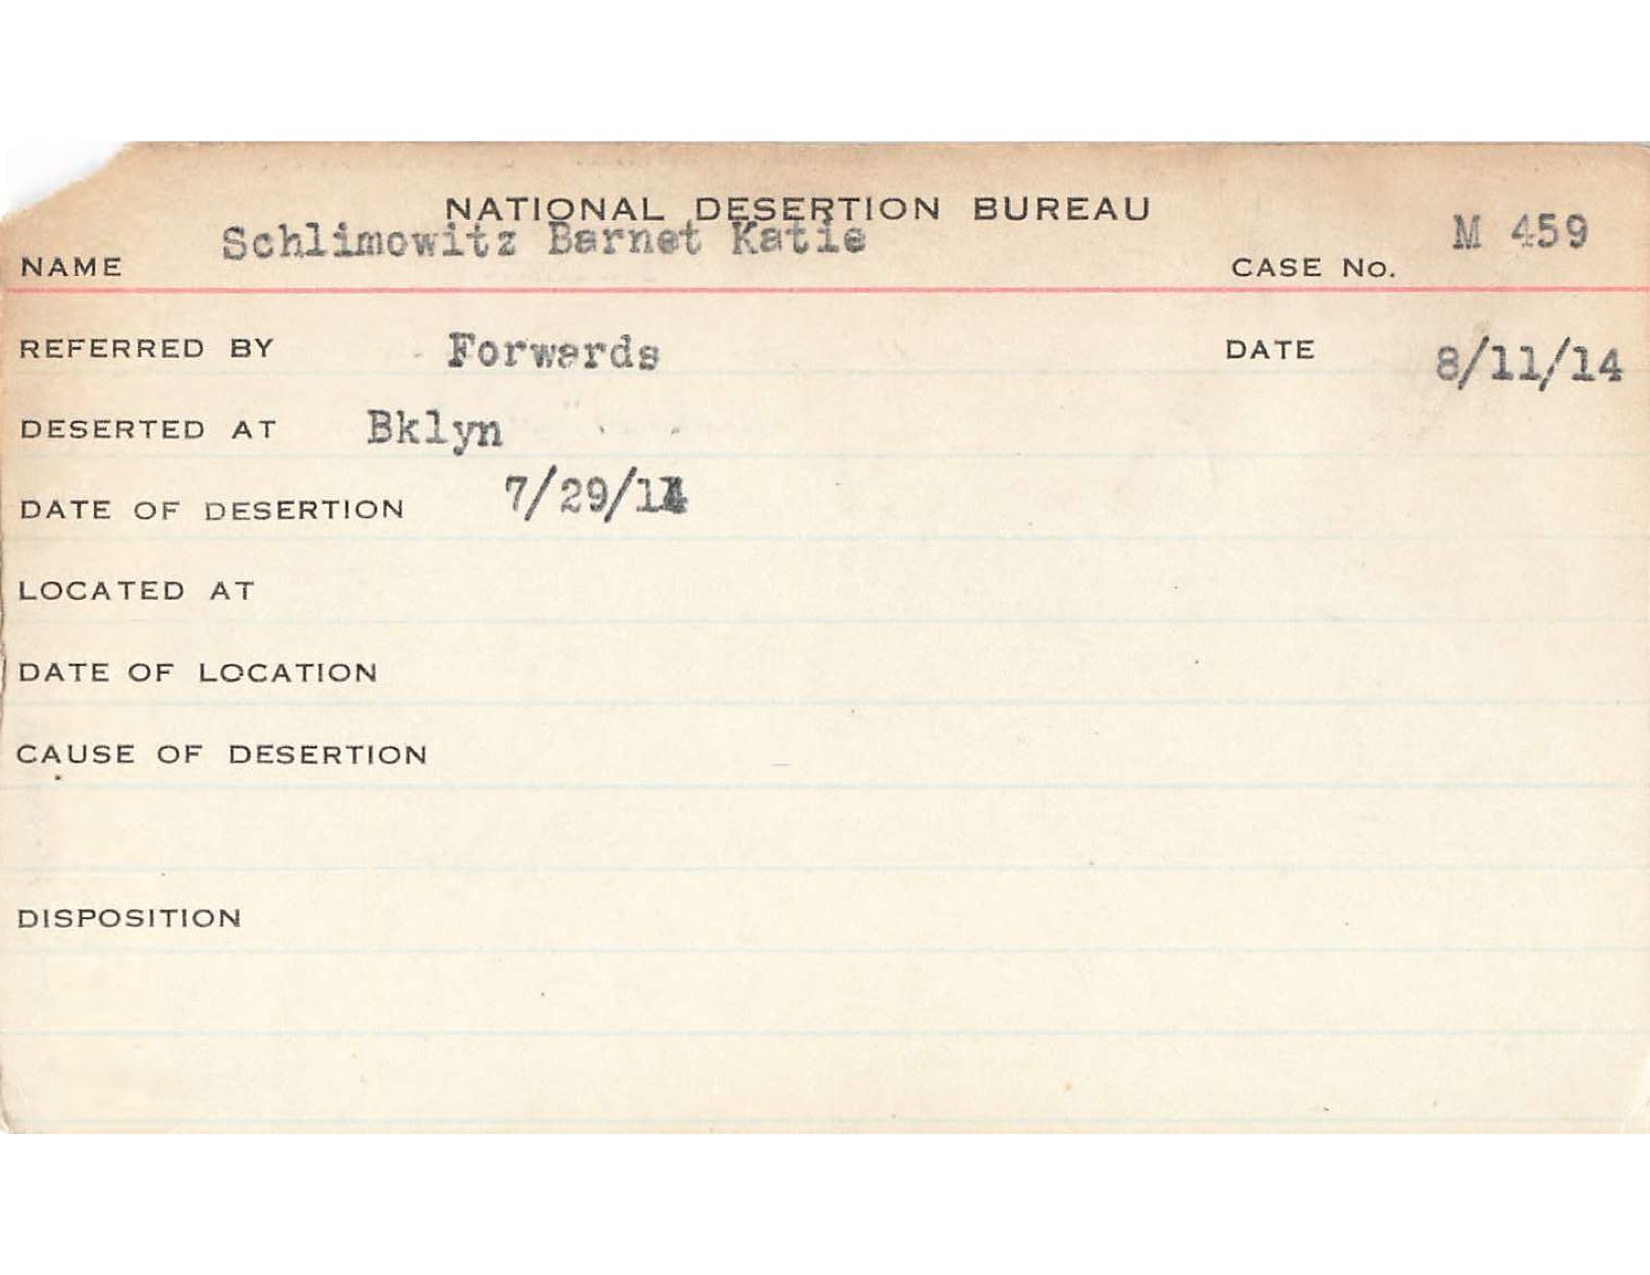 NATIONAL DESERTION BUREAU
NAME Schlimowitz Barnet Katie CASE No. M 459
REFERRED BY Forwards DATE 8/11/14
DESERTED AT Bklyn
DATE OF DESERTION 7/29/14
LOCATED AT
DATE OF LOCATION
CAUSE OF DESERTION
DISPOSITION